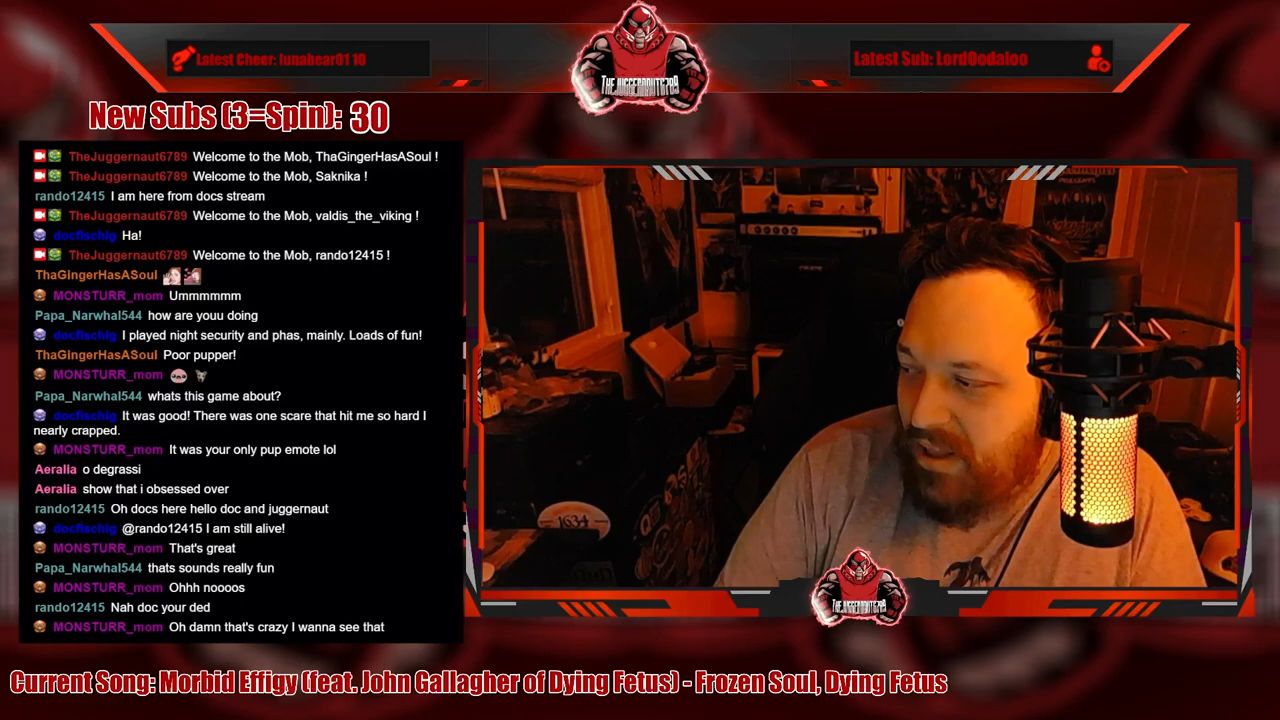 Latest Cheer: lunabear0110
THEJUGGERNAUT6789
Latest Sub: LordOodaloo
New Subs (3=Spin): 30
TheJuggernaut6789 Welcome to the Mob, ThaGingerHasASoul !
TheJuggernaut6789 Welcome to the Mob, Saknika !
rando12415 I am here from docs stream
TheJuggernaut6789 Welcome to the Mob, valdis_the_viking !
docfischig Ha!
TheJuggernaut6789 Welcome to the Mob, rando12415 !
ThaGingerHasASoul
MONSTURR_mom Ummmmmm
Papa_Narwhal544 how are youu doing
docfischig I played night security and phas, mainly. Loads of fun!
ThaGingerHasASoul Poor pupper!
MONSTURR_mom
Papa_Narwhal544 whats this game about?
docfischig It was good! There was one scare that hit me so hard I
nearly crapped.
MONSTURR_mom It was your only pup emote lol
Aeralia o degrassi
Aeralia show that i obsessed over
rando12415 Oh docs here hello doc and juggernaut
docfischig @rando12415 I am still alive!
MONSTURR_mom That's great
Papa_Narwhal544 thats sounds really fun
MONSTURR_mom Ohhh noooos
rando12415 Nah doc your ded
MONSTURR_mom Oh damn that's crazy I wanna see that
1634
THEJUGGERNAUT6789
Current Song: Morbid Effigy (feat. John Gallagher of Dying Fetus) - Frozen Soul, Dying Fetus